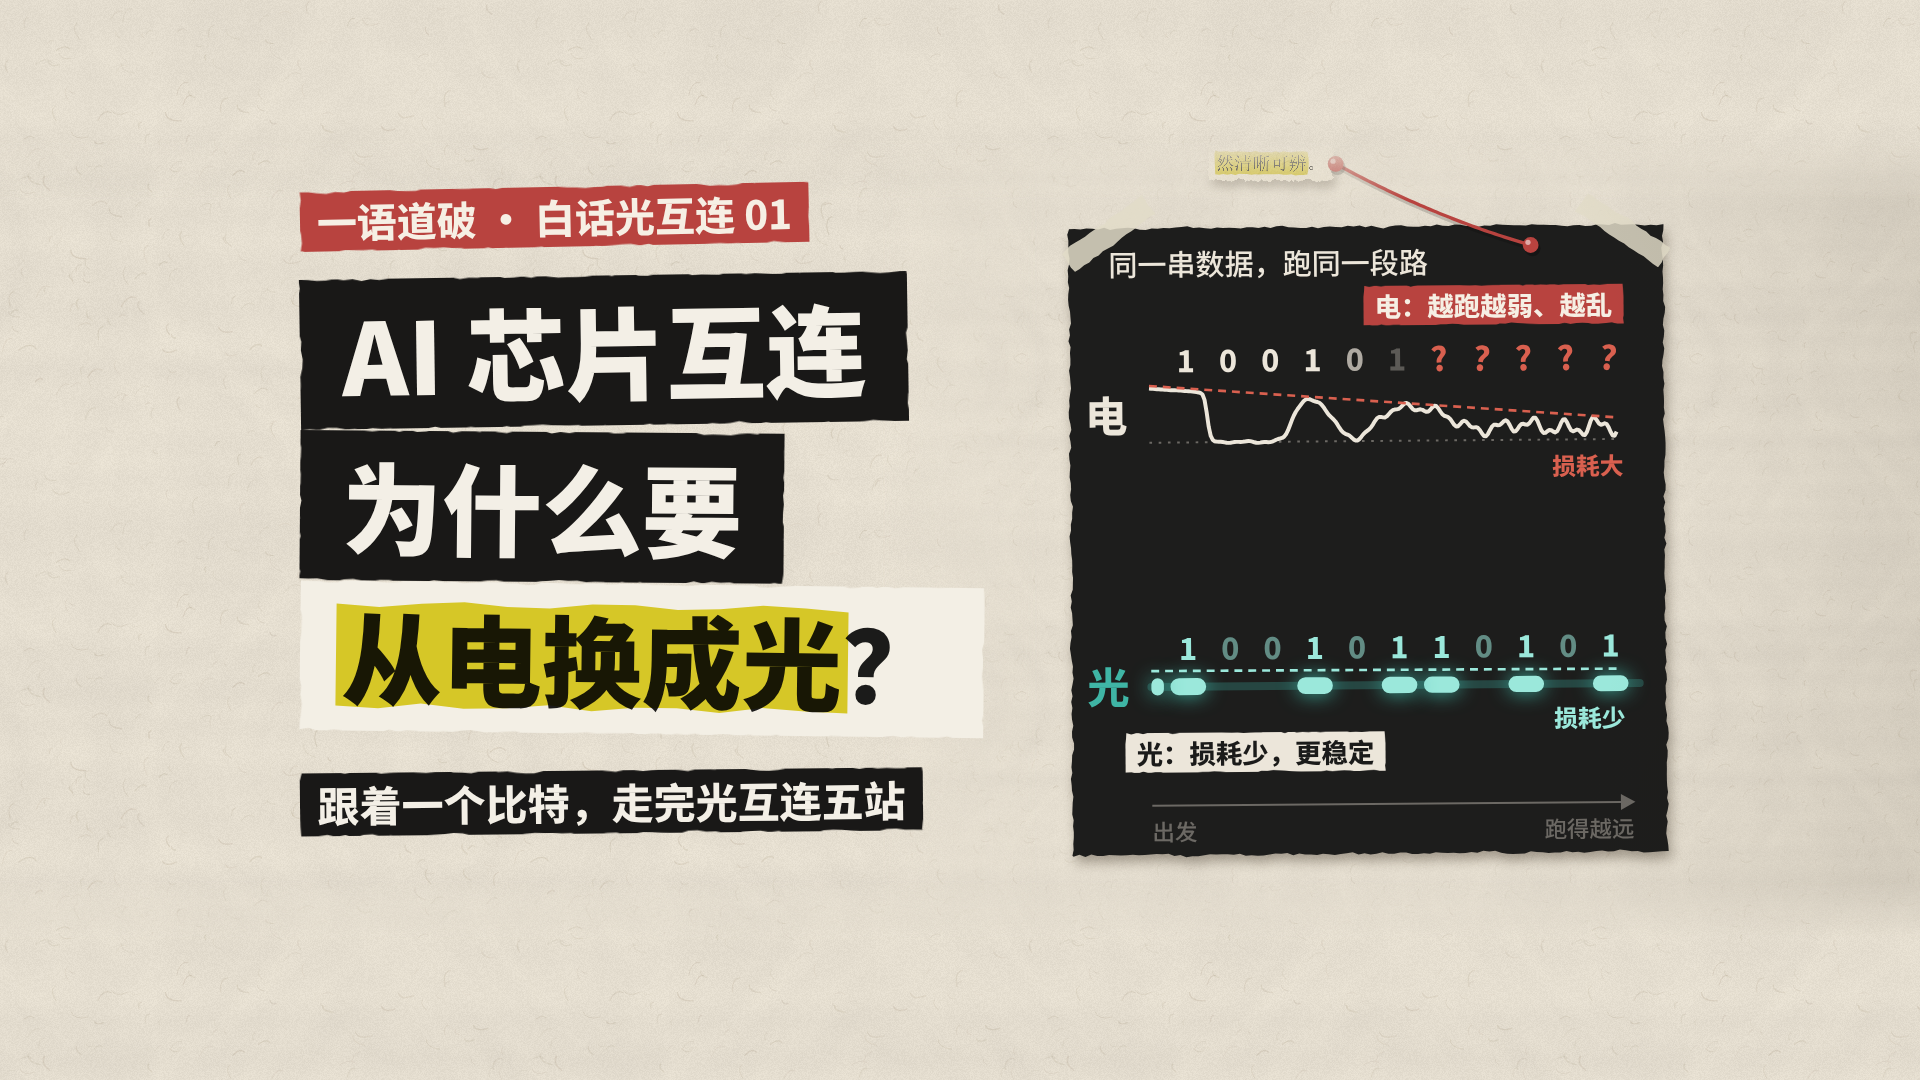 一语道破 · 白话光互连 01
AI 芯片互连
为什么要
从电换成光?
跟着一个比特，走完光互连五站
然清晰可辨。
同一串数据，跑同一段路
电：越跑越弱、越乱
1 0 0 1 0 1 ? ? ? ? ?
电
损耗大
1 0 0 1 0 1 1 0 1 0 1
光
损耗少
光：损耗少，更稳定
出发
跑得越远